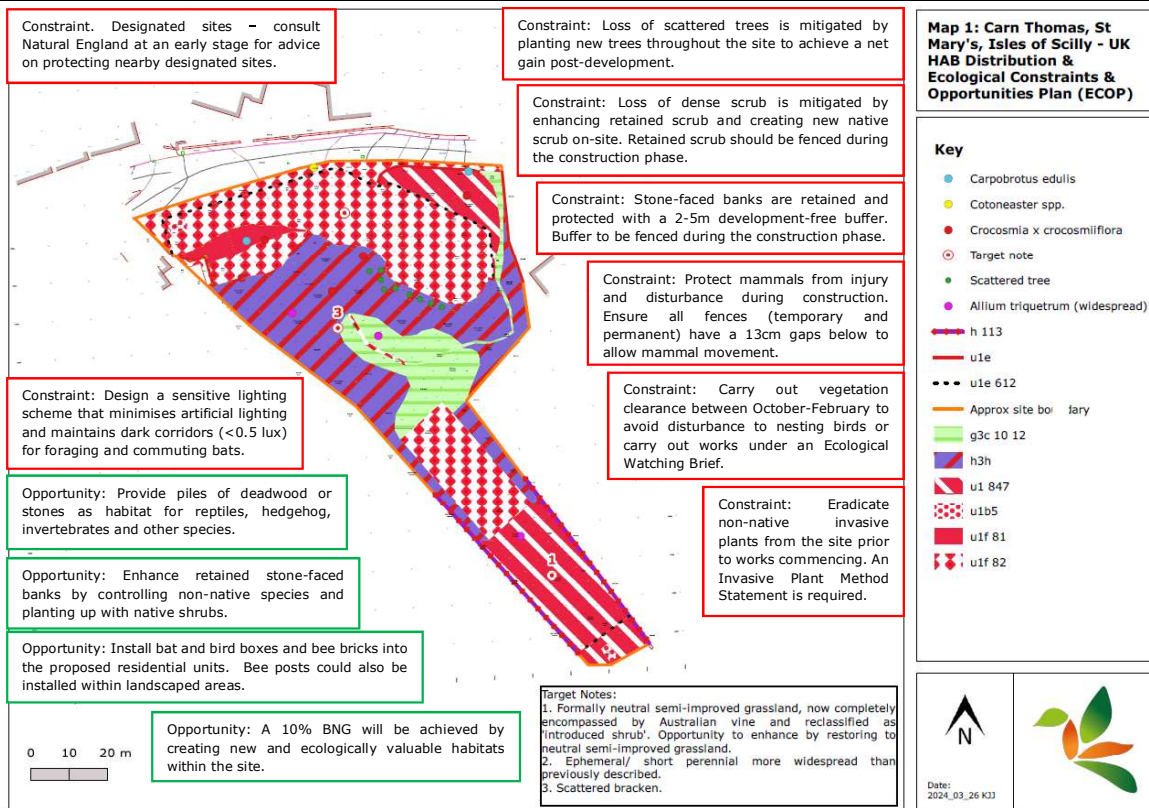 Constraint. Designated sites – consult
Natural England at an early stage for advice
on protecting nearby designated sites.
Constraint: Loss of scattered trees is mitigated by
planting new trees throughout the site to achieve a net
gain post-development.
Constraint: Loss of dense scrub is mitigated by
enhancing retained scrub and creating new native
scrub on-site. Retained scrub should be fenced during
the construction phase.
Constraint: Stone-faced banks are retained and
protected with a 2-5m development-free buffer.
Buffer to be fenced during the construction phase.
Constraint: Protect mammals from injury
and disturbance during construction.
Ensure all fences (temporary and
permanent) have a 13cm gaps below to
allow mammal movement.
Constraint: Carry out vegetation
clearance between October-February to
avoid disturbance to nesting birds or
carry out works under an Ecological
Watching Brief.
Constraint: Eradicate
non-native invasive
plants from the site prior
to works commencing. An
Invasive Plant Method
Statement is required.
Constraint: Design a sensitive lighting
scheme that minimises artificial lighting
and maintains dark corridors (<0.5 lux)
for foraging and commuting bats.
Opportunity: Provide piles of deadwood or
stones as habitat for reptiles, hedgehog,
invertebrates and other species.
Opportunity: Enhance retained stone-faced
banks by controlling non-native species and
planting up with native shrubs.
Opportunity: Install bat and bird boxes and bee bricks into
the proposed residential units. Bee posts could also be
installed within landscaped areas.
Opportunity: A 10% BNG will be achieved by
creating new and ecologically valuable habitats
within the site.
3
1
0 10 20 m
Target Notes:
1. Formally neutral semi-improved grassland, now completely
encompassed by Australian vine and reclassified as
'introduced shrub'. Opportunity to enhance by restoring to
neutral semi-improved grassland.
2. Ephemeral/ short perennial more widespread than
previously described.
3. Scattered bracken.
Map 1: Carn Thomas, St
Mary's, Isles of Scilly - UK
HAB Distribution &
Ecological Constraints &
Opportunities Plan (ECOP)
Key
Carpobrotus edulis
Cotoneaster spp.
Crocosmia x crocosmiiflora
Target note
Scattered tree
Allium triquetrum (widespread)
h 113
u1e
u1e 612
Approx site bo dary
g3c 10 12
h3h
u1 847
u1b5
u1f 81
u1f 82
N
Date:
2024_03_26 KJJ